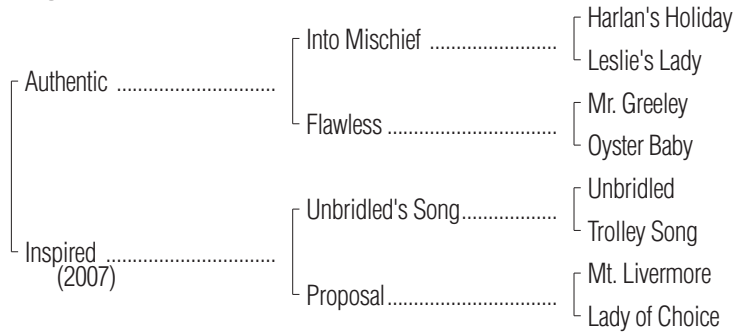 Harlan's Holiday
Into Mischief ........................
Leslie's Lady
Authentic ..............................
Mr. Greeley
Flawless ................................
Oyster Baby
Unbridled
Unbridled's Song..................
Trolley Song
Inspired ................................
(2007)
Mt. Livermore
Proposal................................
Lady of Choice